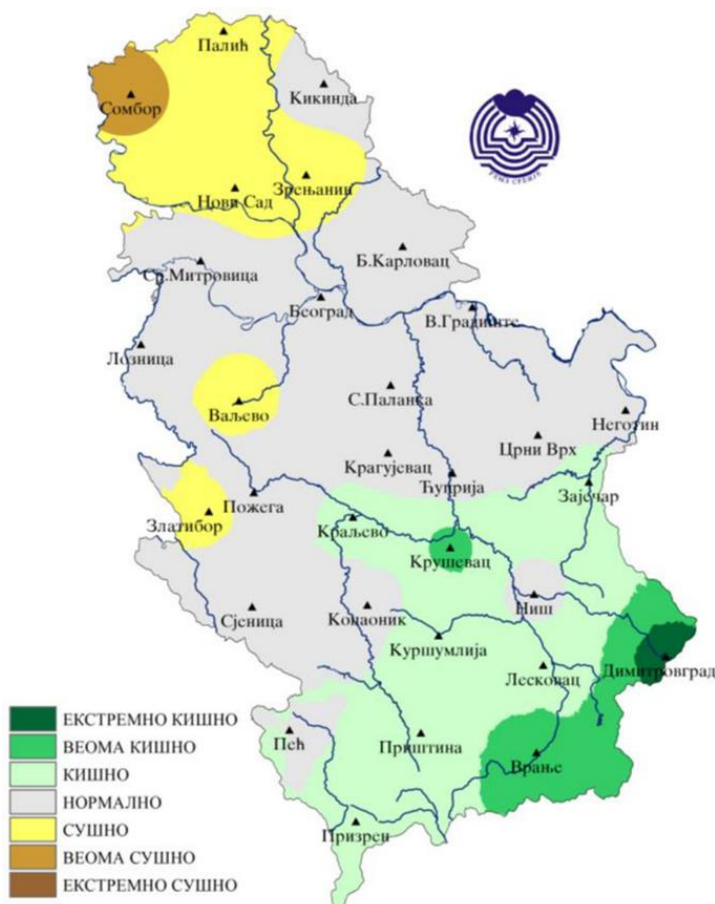 Палић
Сомбор
Кикинда
Зрењанин
Нови Сад
Ср.Митровица
Б.Карловац
Београд
В.Градиште
Лозница
Ваљево
С.Паланка
Неготин
Црни Врх
Крагујевац
Ћуприја
Зајечар
Пожега
Златибор
Краљево
Крушевац
Ниш
Сјеница
Копаоник
Куршумлија
Лесковац
Димитровград
Пећ
Приштина
Врање
Призрен
ЕКСТРЕМНО КИШНО
ВЕОМА КИШНО
КИШНО
НОРМАЛНО
СУШНО
ВЕОМА СУШНО
ЕКСТРЕМНО СУШНО